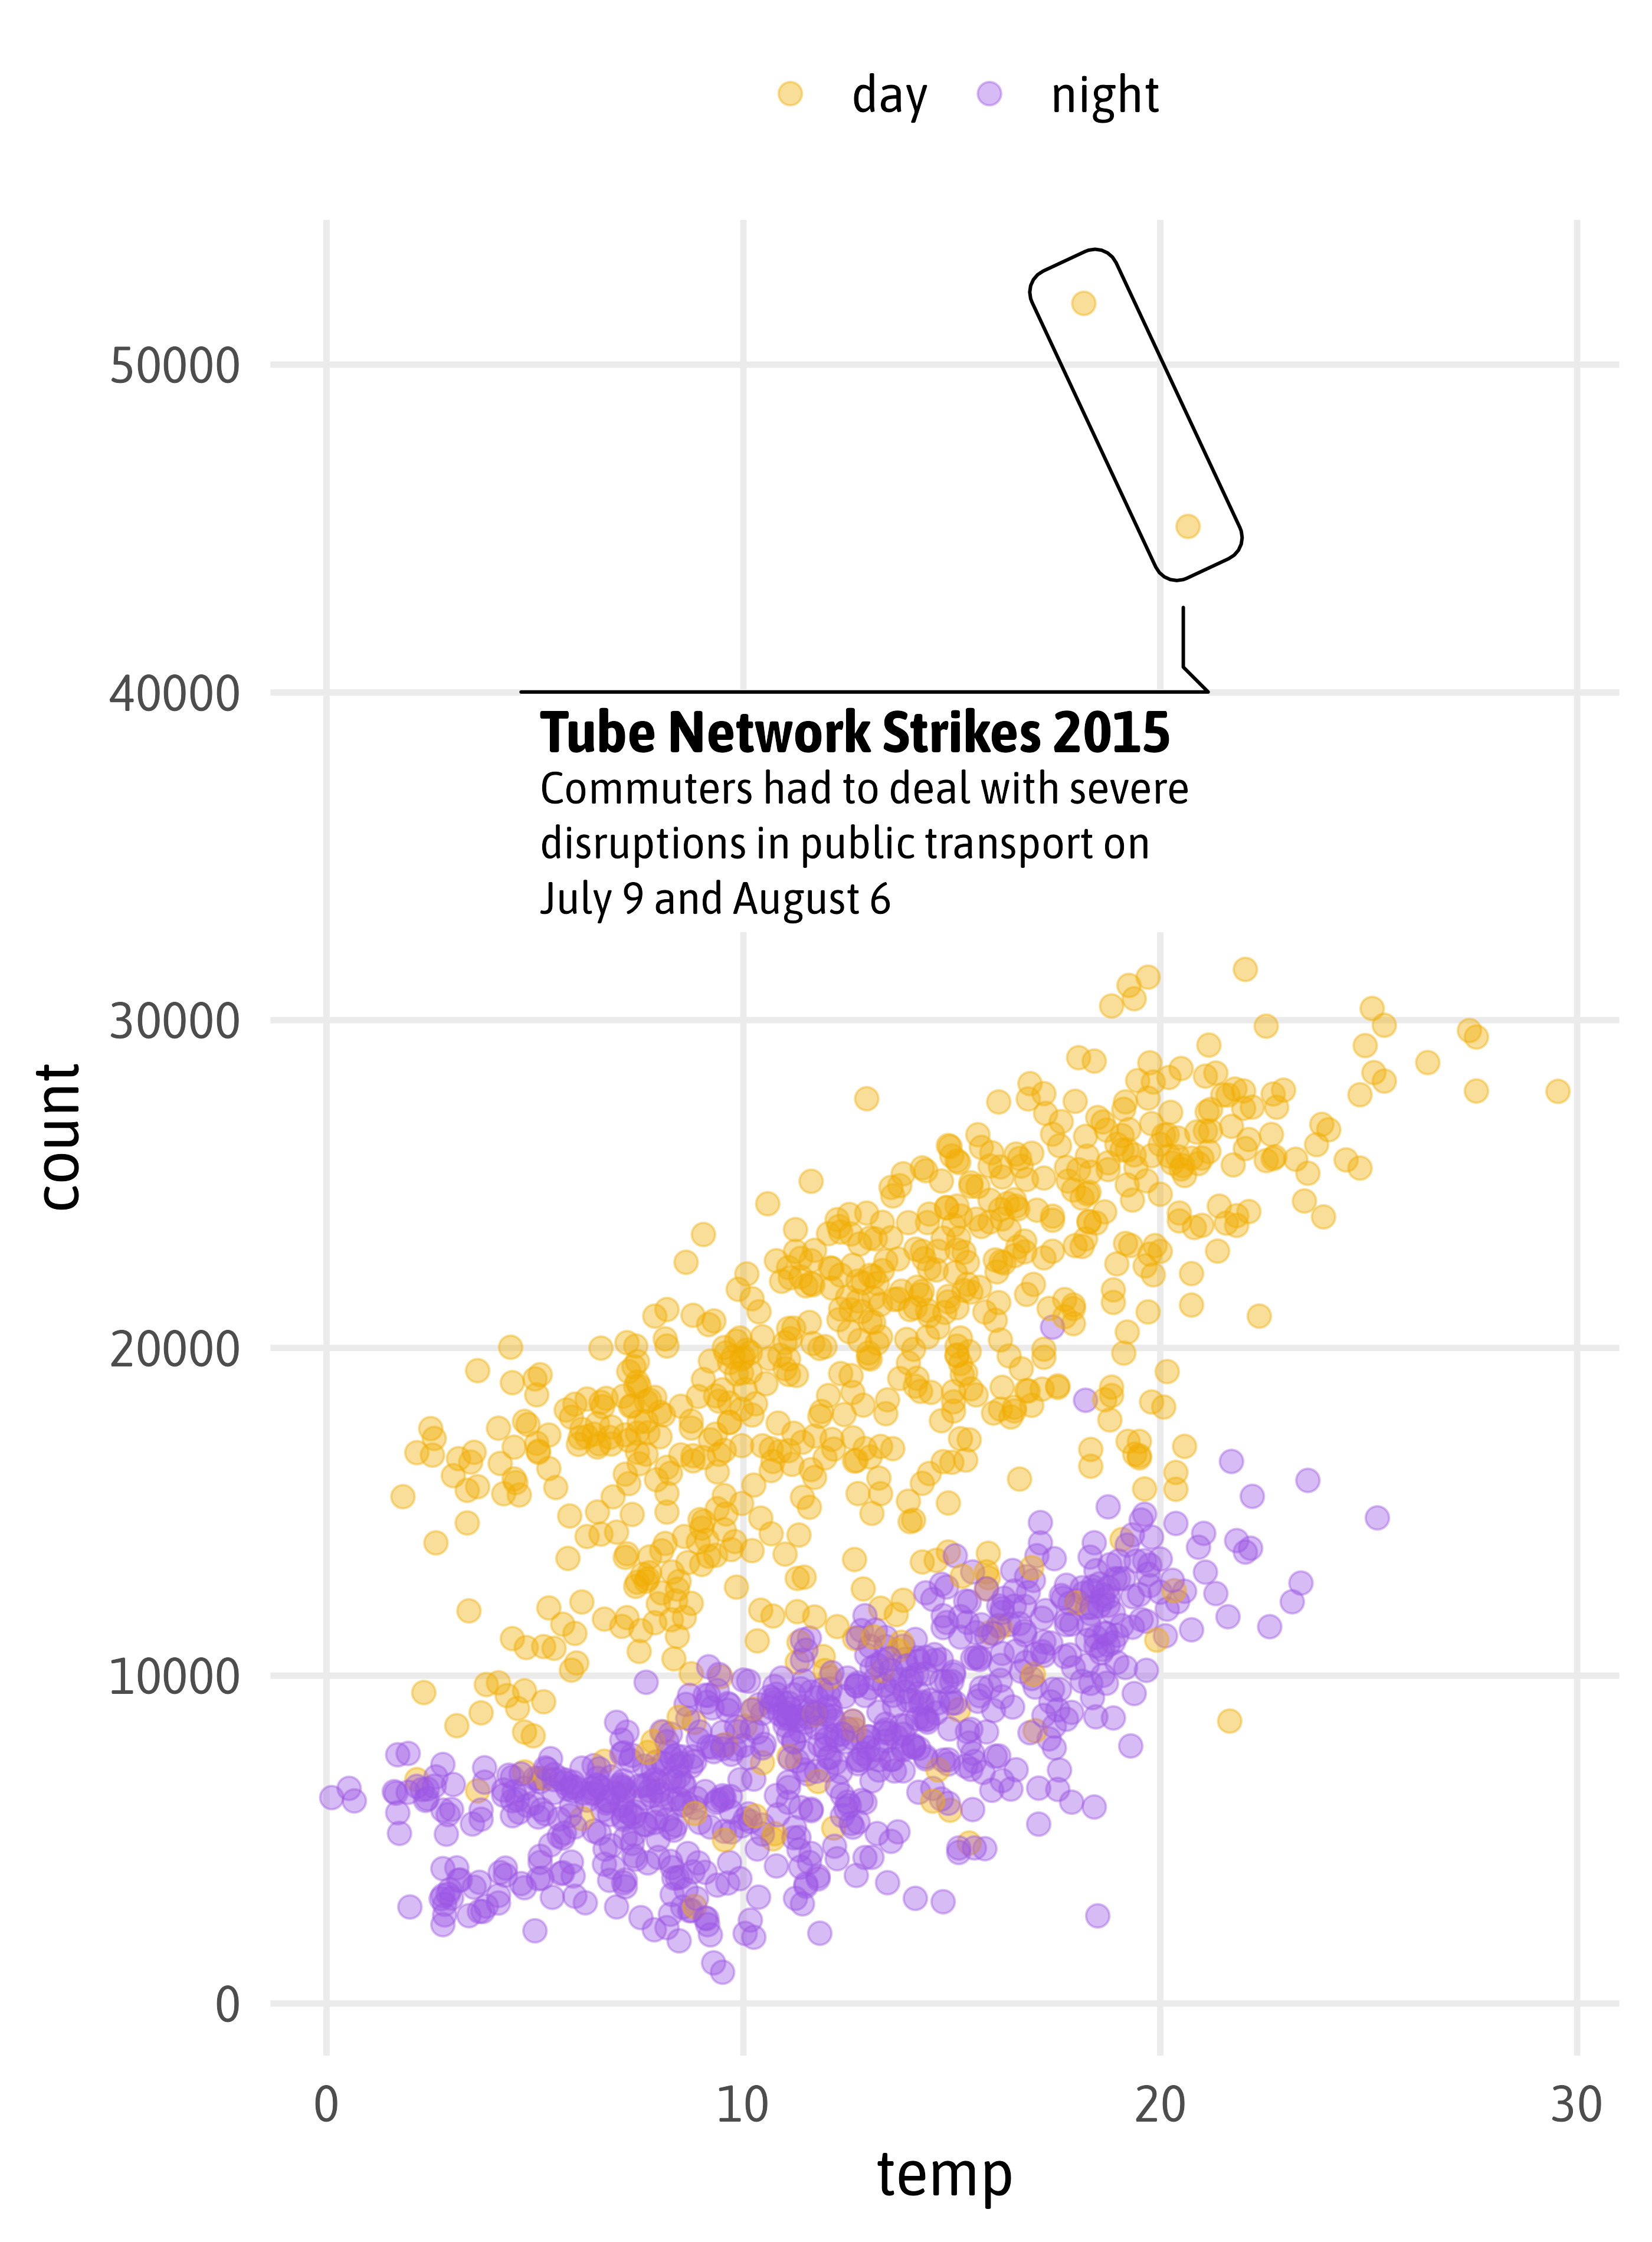 day night
50000
40000
Tube Network Strikes 2015
Commuters had to deal with severe
disruptions in public transport on
July 9 and August 6
30000
count
20000
10000
0
0 10 20 30
temp